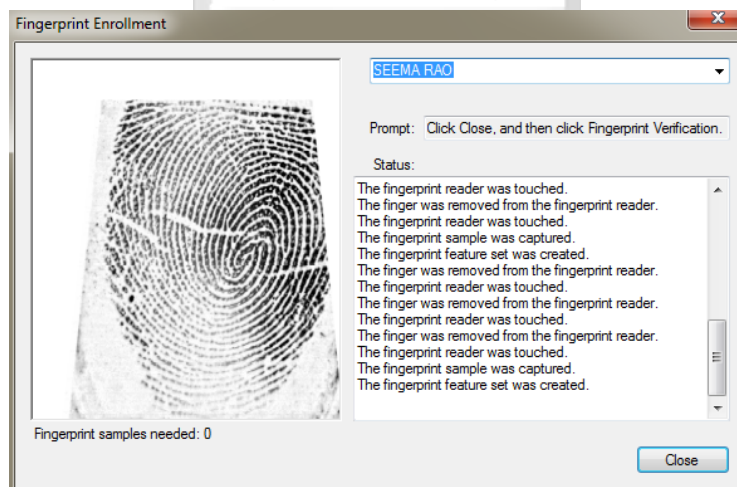 Fingerprint Enrollment
SEEMA RAO
Prompt: Click Close, and then click Fingerprint Verification.
Status:
The fingerprint reader was touched.
The finger was removed from the fingerprint reader.
The fingerprint reader was touched.
The fingerprint sample was captured.
The fingerprint feature set was created.
The finger was removed from the fingerprint reader.
The fingerprint reader was touched.
The finger was removed from the fingerprint reader.
The fingerprint reader was touched.
The finger was removed from the fingerprint reader.
The fingerprint reader was touched.
The fingerprint sample was captured.
The fingerprint feature set was created.
Fingerprint samples needed: 0
Close